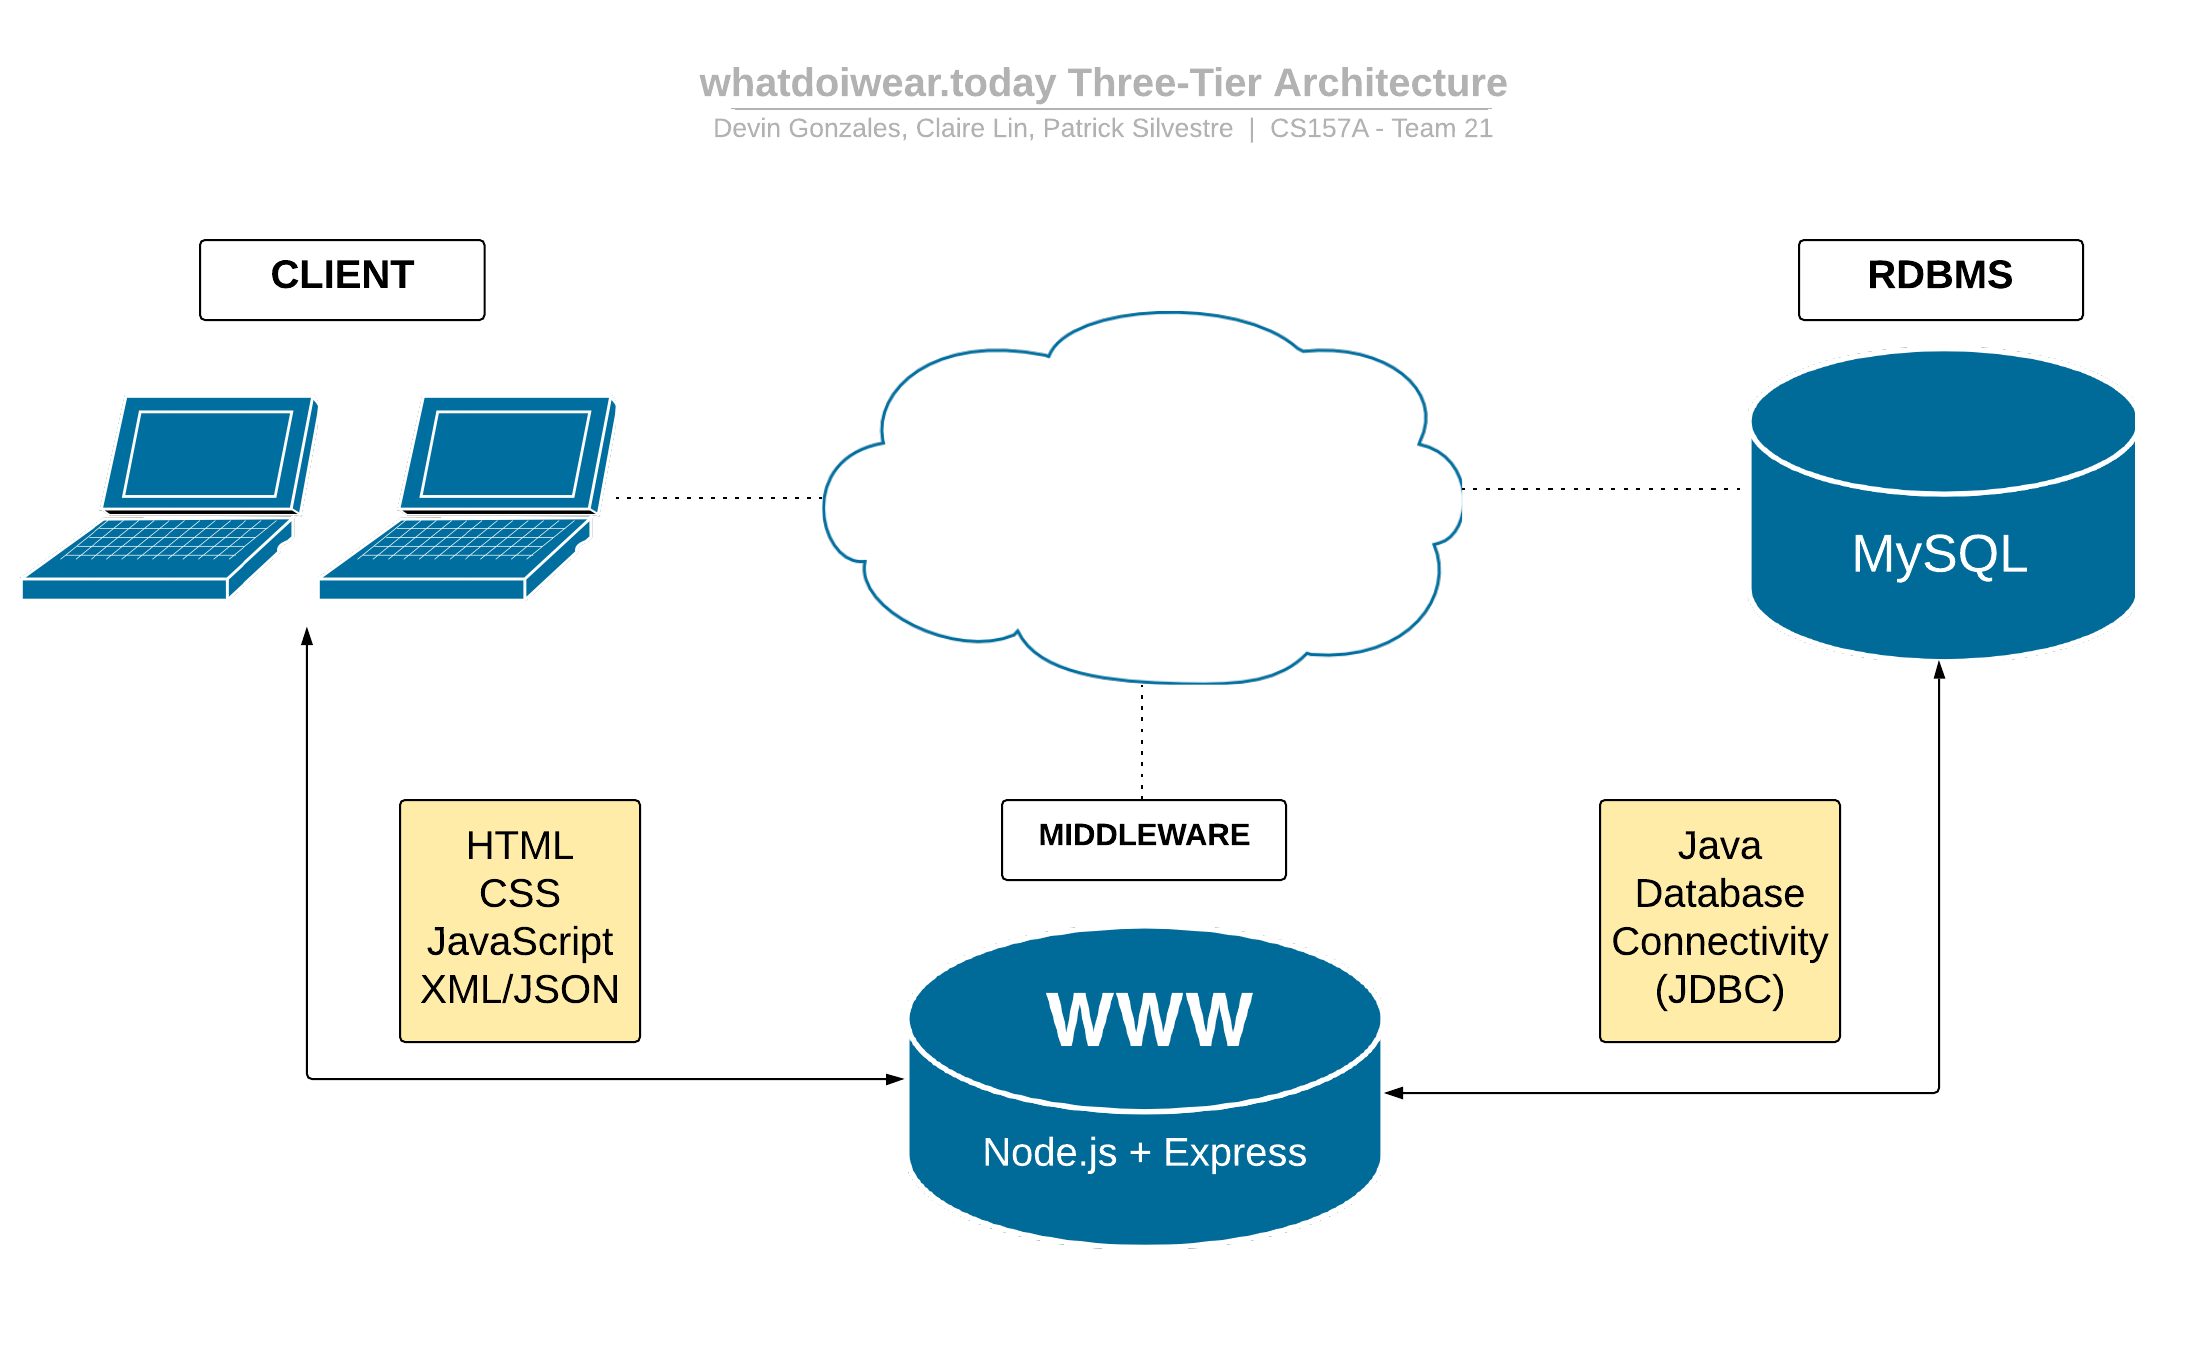 whatdoiwear.today Three-Tier Architecture
Devin Gonzales, Claire Lin, Patrick Silvestre | CS157A - Team 21
CLIENT
RDBMS
MySQL
MIDDLEWARE
HTML
CSS
JavaScript
XML/JSON
Java
Database
Connectivity
(JDBC)
WWW
Node.js + Express